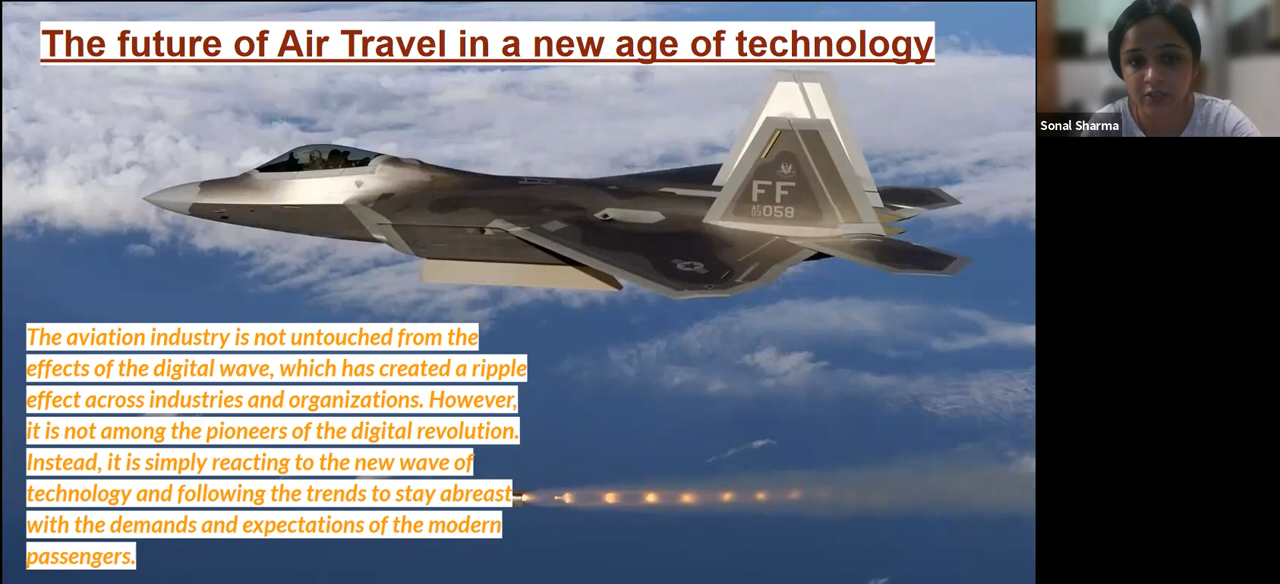 The future of Air Travel in a new age of technology
Sonal Sharma
FF
AF
03 058
The aviation industry is not untouched from the
effects of the digital wave, which has created a ripple
effect across industries and organizations. However,
it is not among the pioneers of the digital revolution.
Instead, it is simply reacting to the new wave of
technology and following the trends to stay abreast
with the demands and expectations of the modern
passengers.